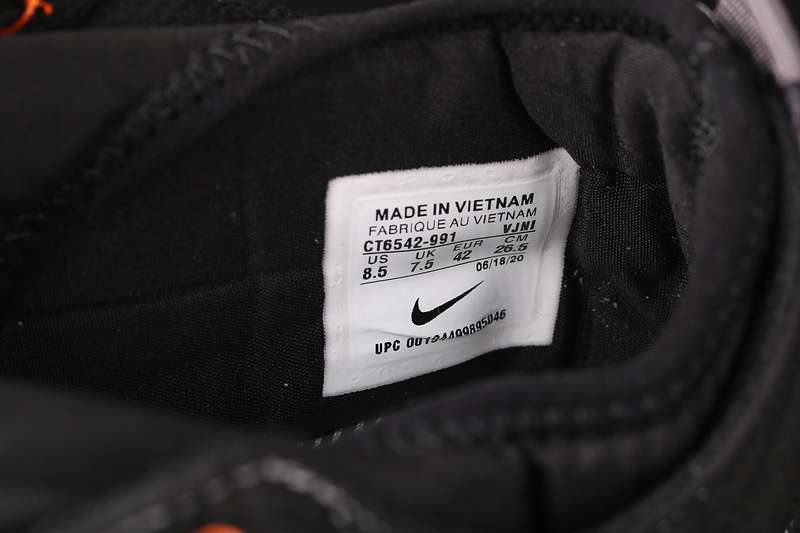 MADE IN VIETNAM
FABRIQUE AU VIETNAM
CT6542-991 VJNI
US UK EUR CM
8.5 7.5 42 26.5
06/18/20
UPC 00194499895046